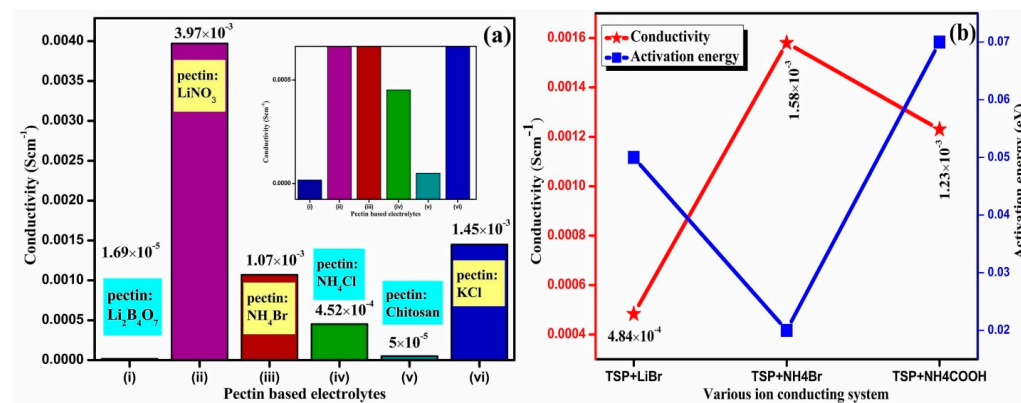 (a)
0.0040
0.0035
0.0030
0.0025
0.0020
0.0015
0.0010
0.0005
0.0000
Conductivity (Scm⁻¹)
1.69×10⁻⁵
pectin:
Li₂B₄O₇
3.97×10⁻³
pectin:
LiNO₃
1.07×10⁻³
pectin:
NH₄Br
pectin:
NH₄Cl
4.52×10⁻⁴
pectin:
Chitosan
5×10⁻⁵
1.45×10⁻³
pectin:
KCl
(i) (ii) (iii) (iv) (v) (vi)
Pectin based electrolytes
Conductivity (Scm⁻¹)
0.0005
0.0000
(i) (ii) (iii) (iv) (v) (vi)
Pectin based electrolytes
(b)
Conductivity
Activation energy
0.0016
0.0014
0.0012
0.0010
0.0008
0.0006
0.0004
Conductivity (Scm⁻¹)
4.84×10⁻⁴
1.58×10⁻³
1.23×10⁻³
0.07
0.06
0.05
0.04
0.03
0.02
Activation energy (eV)
TSP+LiBr TSP+NH4Br TSP+NH4COOH
Various ion conducting system